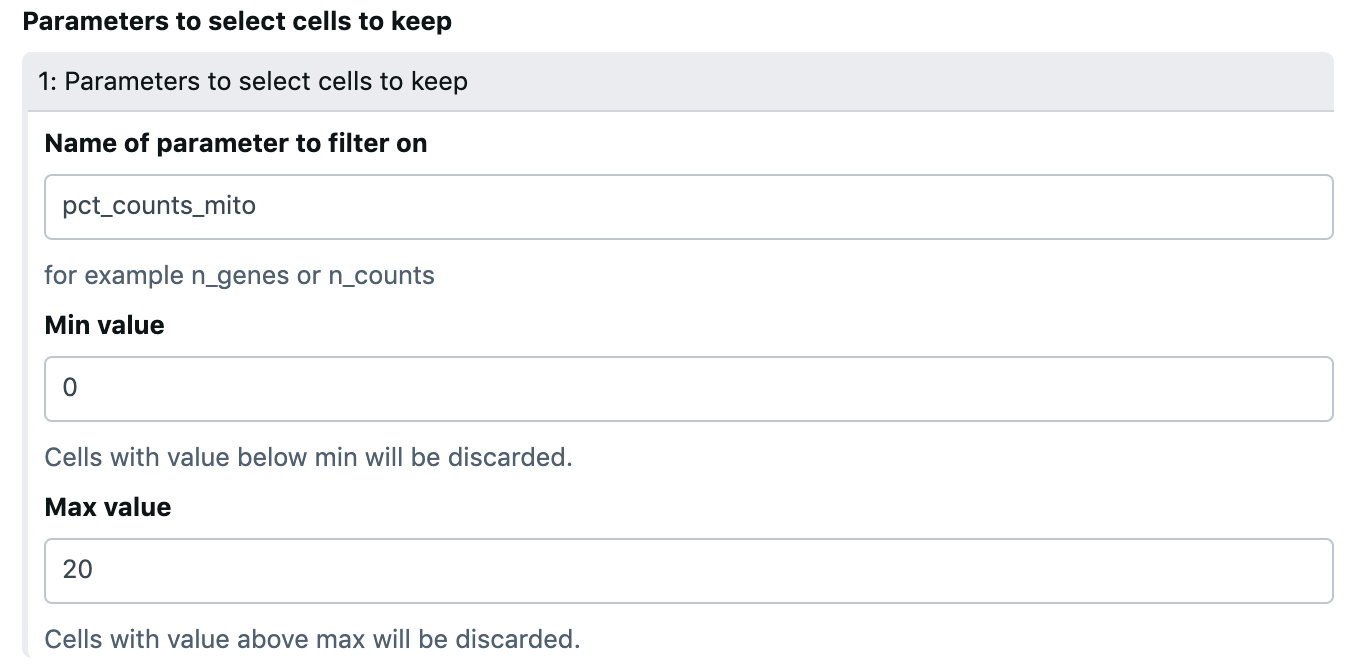 Parameters to select cells to keep
1: Parameters to select cells to keep
Name of parameter to filter on
pct_counts_mito
for example n_genes or n_counts
Min value
0
Cells with value below min will be discarded.
Max value
20
Cells with value above max will be discarded.